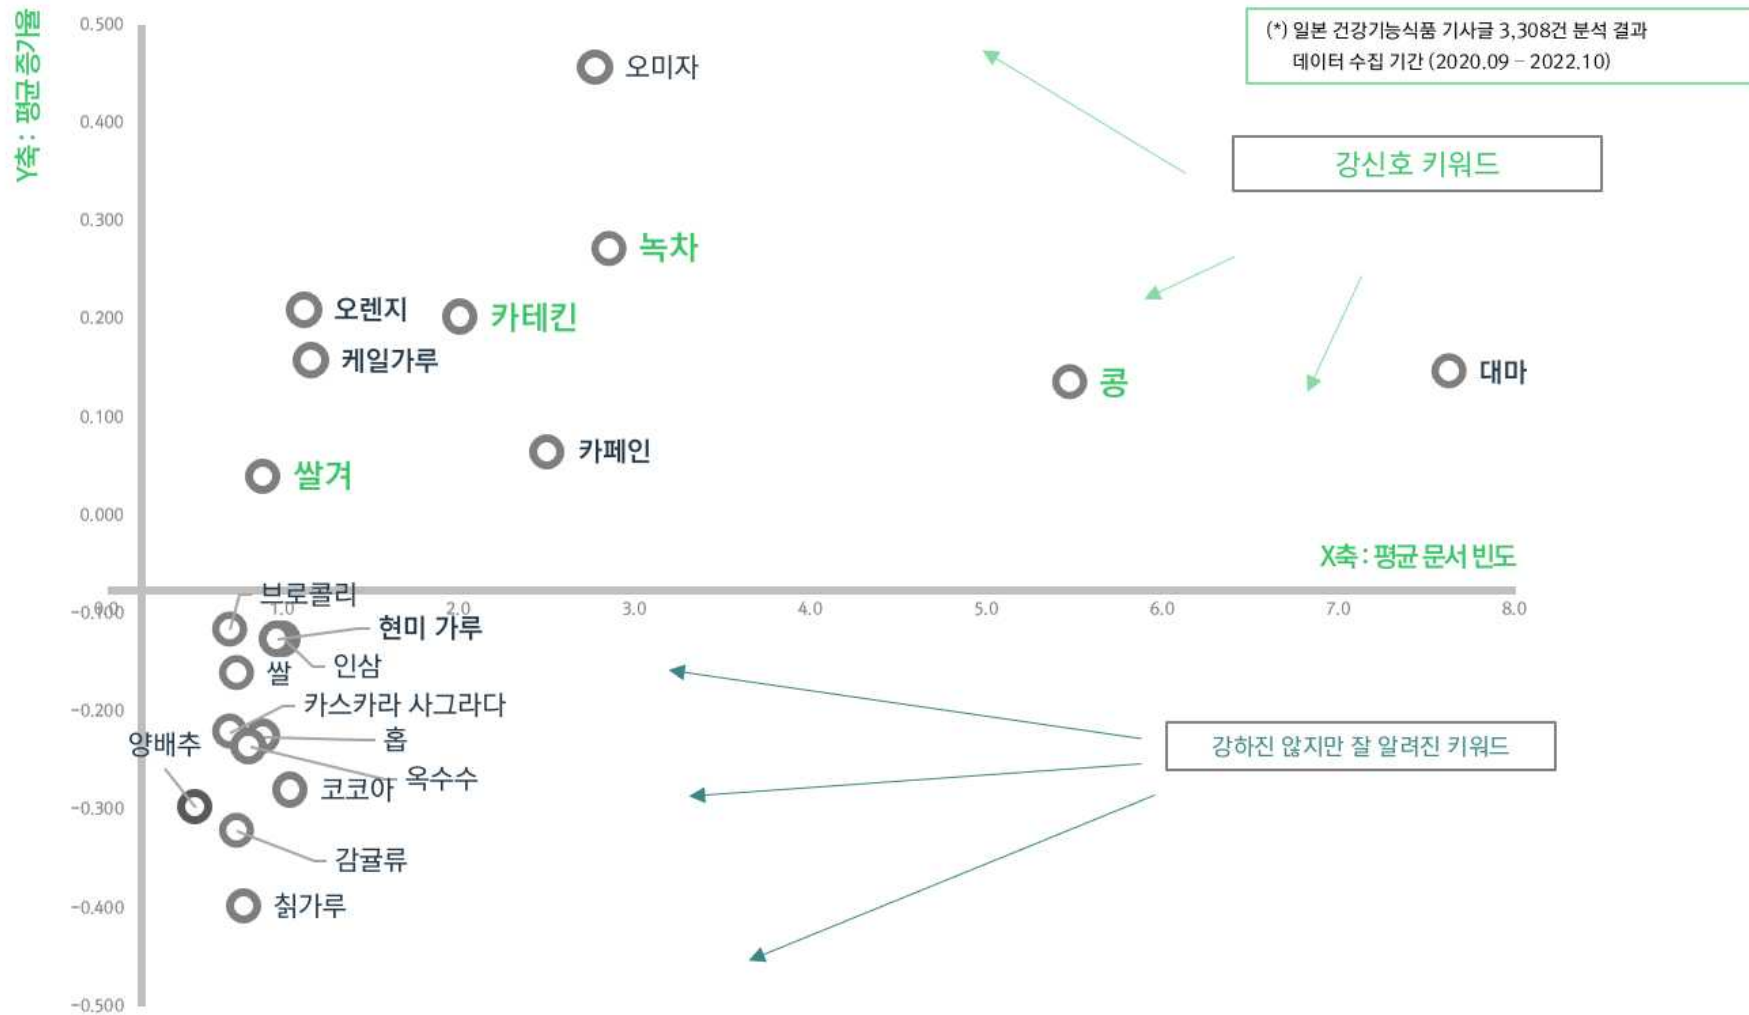 Y축 : 평균 증가율
0.500
0.400
0.300
0.200
0.100
0.000
-0.100
-0.200
-0.300
-0.400
-0.500
(*) 일본 건강기능식품 기사글 3,308건 분석 결과
데이터 수집 기간 (2020.09 – 2022.10)
강신호 키워드
오미자
녹차
오렌지
카테킨
케일가루
콩
대마
카페인
쌀겨
X축 : 평균 문서 빈도
0.0
1.0
2.0
3.0
4.0
5.0
6.0
7.0
8.0
브로콜리
현미 가루
인삼
쌀
카스카라 사그라다
양배추
홉
옥수수
코코아
감귤류
칡가루
강하진 않지만 잘 알려진 키워드